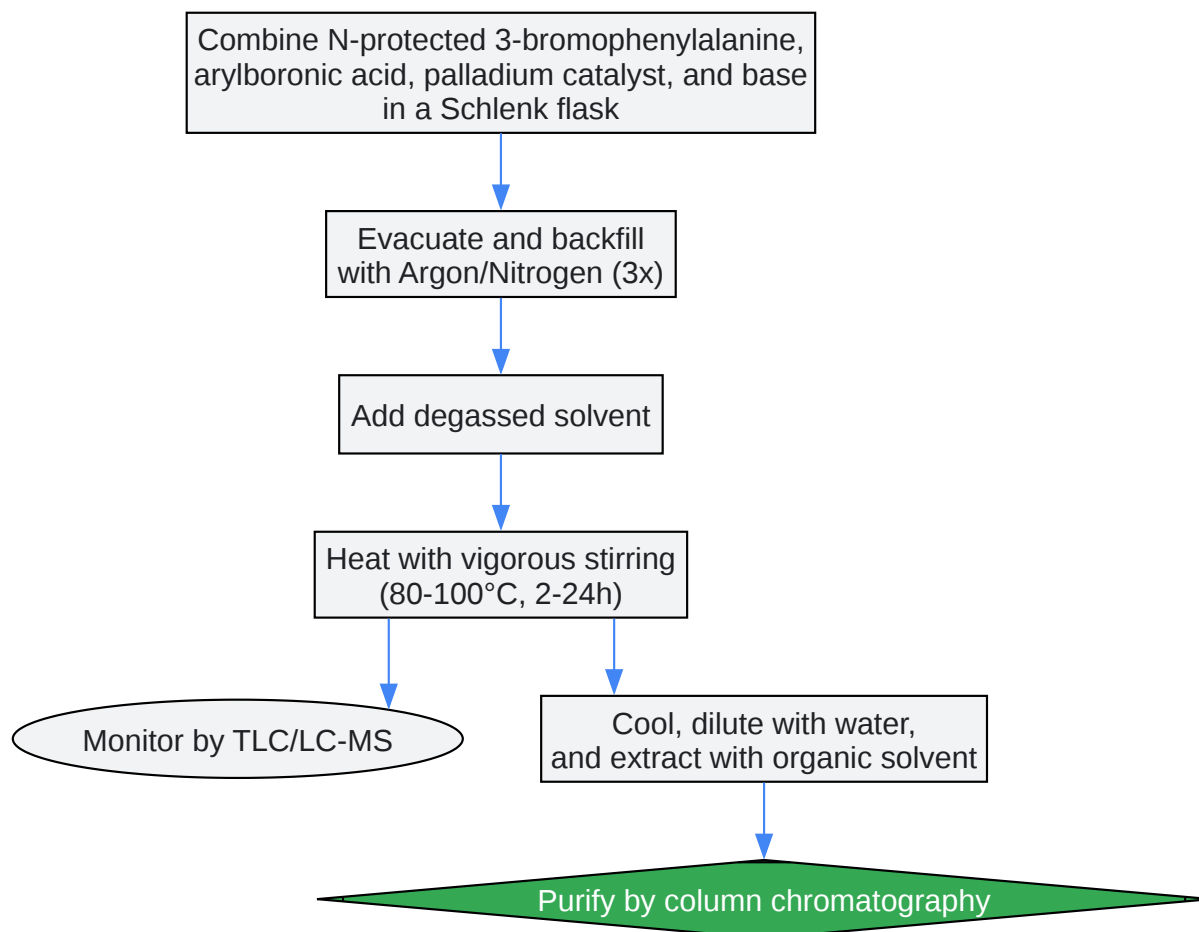 Combine N-protected 3-bromophenylalanine,
arylboronic acid, palladium catalyst, and base
in a Schlenk flask
Evacuate and backfill
with Argon/Nitrogen (3x)
Add degassed solvent
Heat with vigorous stirring
(80-100°C, 2-24h)
Monitor by TLC/LC-MS
Cool, dilute with water,
and extract with organic solvent
Purify by column chromatography